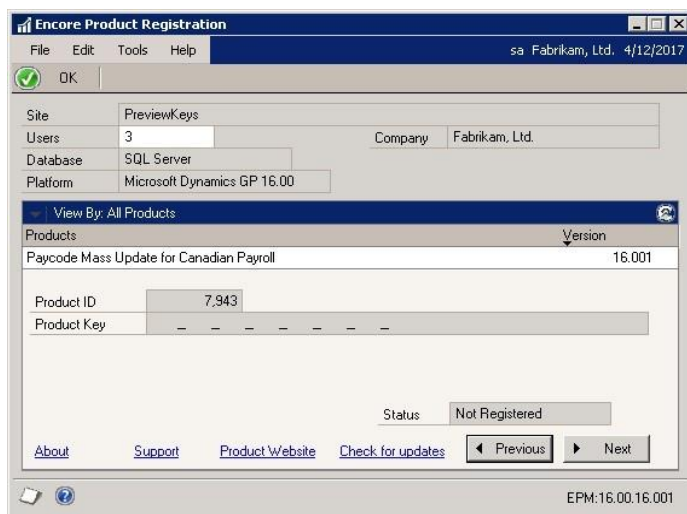 Encore Product Registration
File Edit Tools Help sa Fabrikam, Ltd. 4/12/2017
OK
Site PreviewKeys
Users 3 Company Fabrikam, Ltd.
Database SQL Server
Platform Microsoft Dynamics GP 16.00
View By: All Products
Products Version
Paycode Mass Update for Canadian Payroll 16.001
Product ID 7,943
Product Key _ _ _ _ _ _ _
Status Not Registered
About Support Product Website Check for updates Previous Next
EPM:16.00.16.001